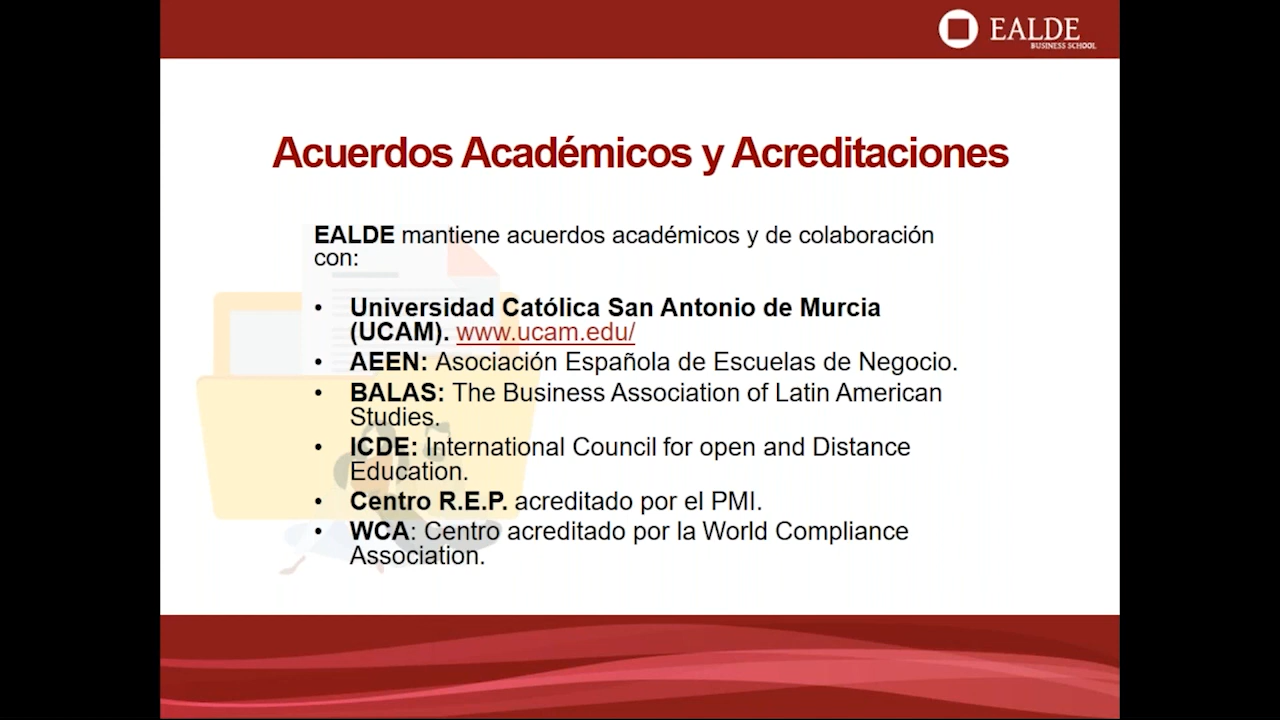 EALDE
BUSINESS SCHOOL
Acuerdos Académicos y Acreditaciones
EALDE mantiene acuerdos académicos y de colaboración
con:
• Universidad Católica San Antonio de Murcia
(UCAM). www.ucam.edu/
• AEEN: Asociación Española de Escuelas de Negocio.
• BALAS: The Business Association of Latin American
Studies.
• ICDE: International Council for open and Distance
Education.
• Centro R.E.P. acreditado por el PMI.
• WCA: Centro acreditado por la World Compliance
Association.